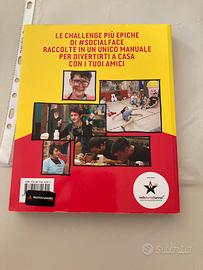 LE CHALLENGE PIÙ EPICHE
DI #SOCIALFACE
RACCOLTE IN UN UNICO MANUALE
PER DIVERTIRTI A CASA
CON I TUOI AMICI
MONDADORI
Subito.it